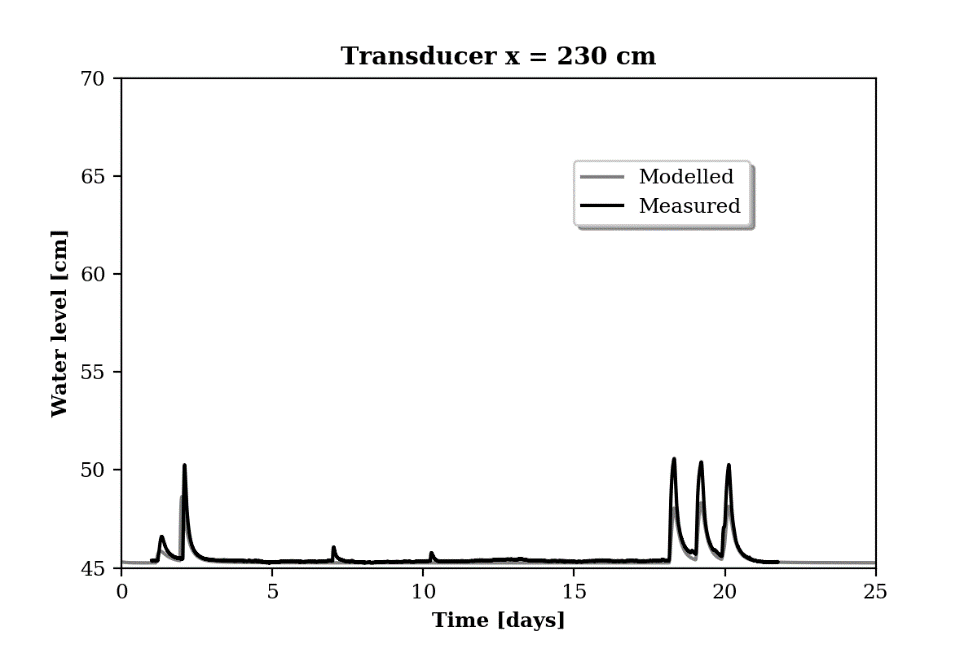 Transducer x = 230 cm
70
65
60
55
50
45
Water level [cm]
Modelled
Measured
0 5 10 15 20 25
Time [days]